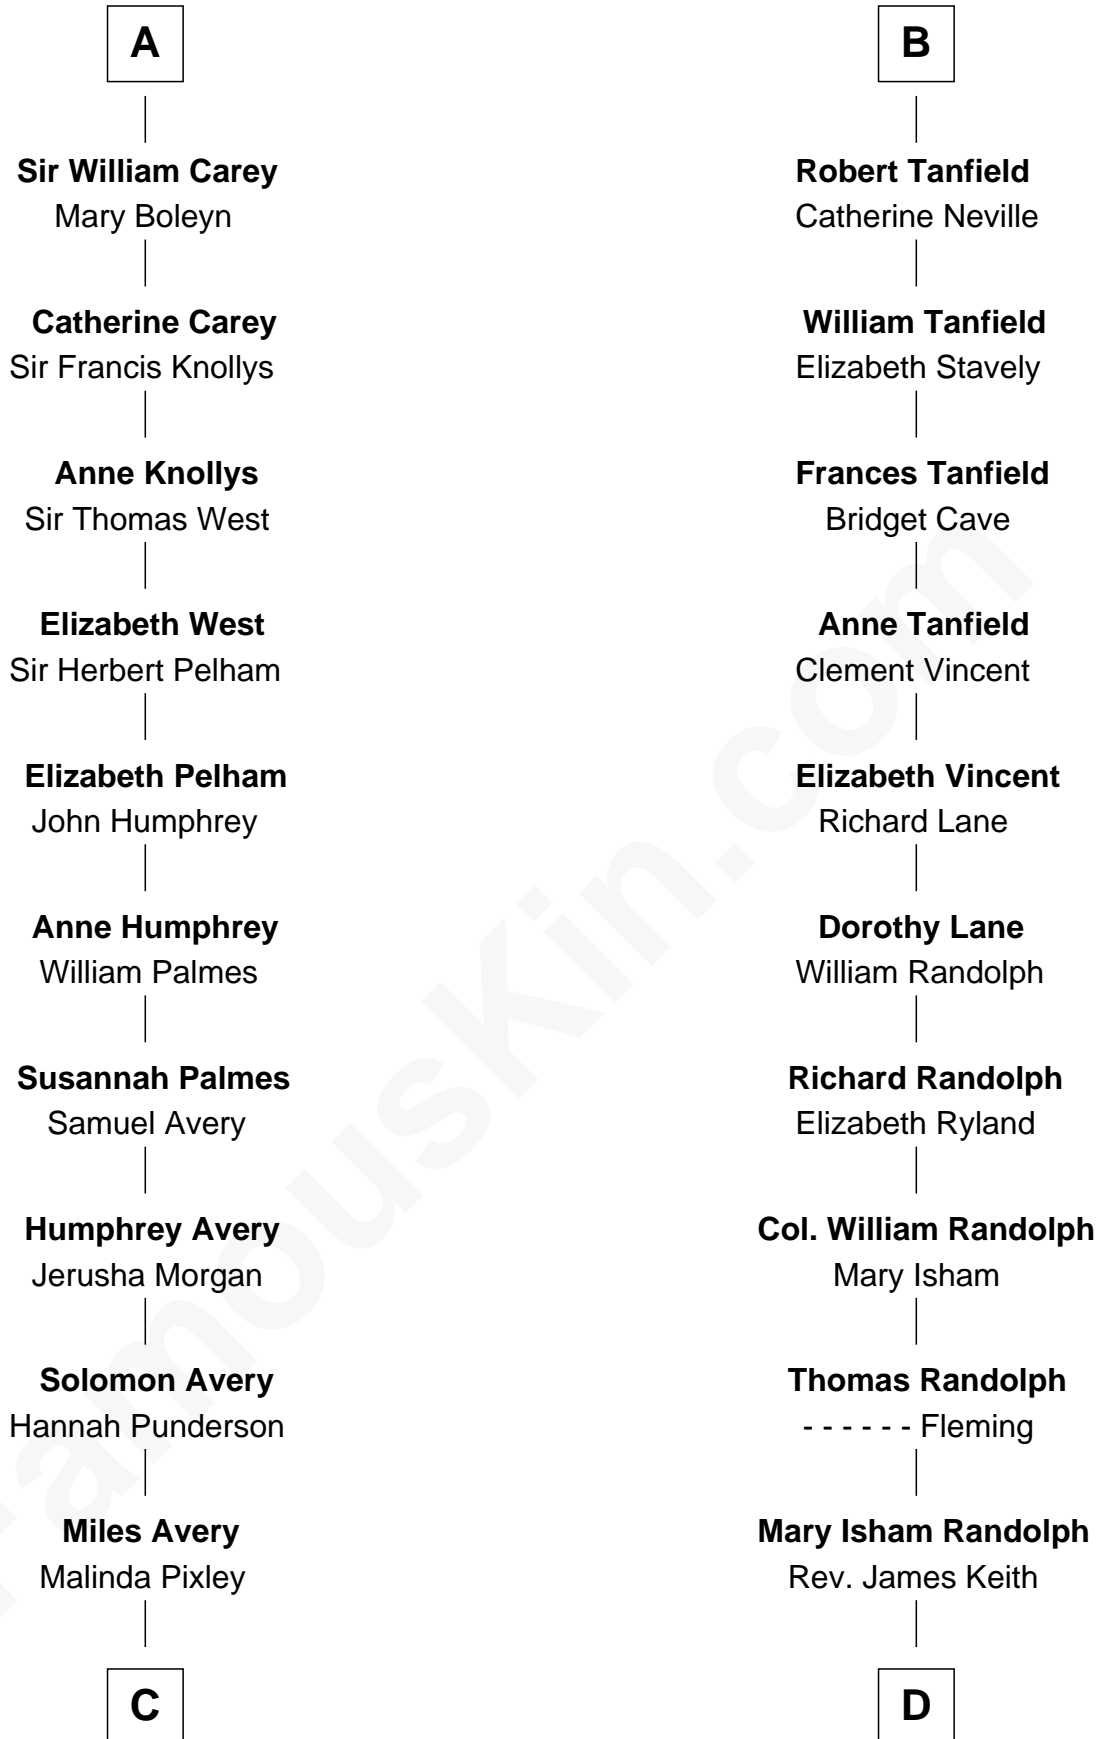 A
Sir William Carey
Mary Boleyn
Catherine Carey
Sir Francis Knollys
Anne Knollys
Sir Thomas West
Elizabeth West
Sir Herbert Pelham
Elizabeth Pelham
John Humphrey
Anne Humphrey
William Palmes
Susannah Palmes
Samuel Avery
Humphrey Avery
Jerusha Morgan
Solomon Avery
Hannah Punderson
Miles Avery
Malinda Pixley
C
B
Robert Tanfield
Catherine Neville
William Tanfield
Elizabeth Stavely
Frances Tanfield
Bridget Cave
Anne Tanfield
Clement Vincent
Elizabeth Vincent
Richard Lane
Dorothy Lane
William Randolph
Richard Randolph
Elizabeth Ryland
Col. William Randolph
Mary Isham
Thomas Randolph
- - - - - - Fleming
Mary Isham Randolph
Rev. James Keith
D
FamousKin.com